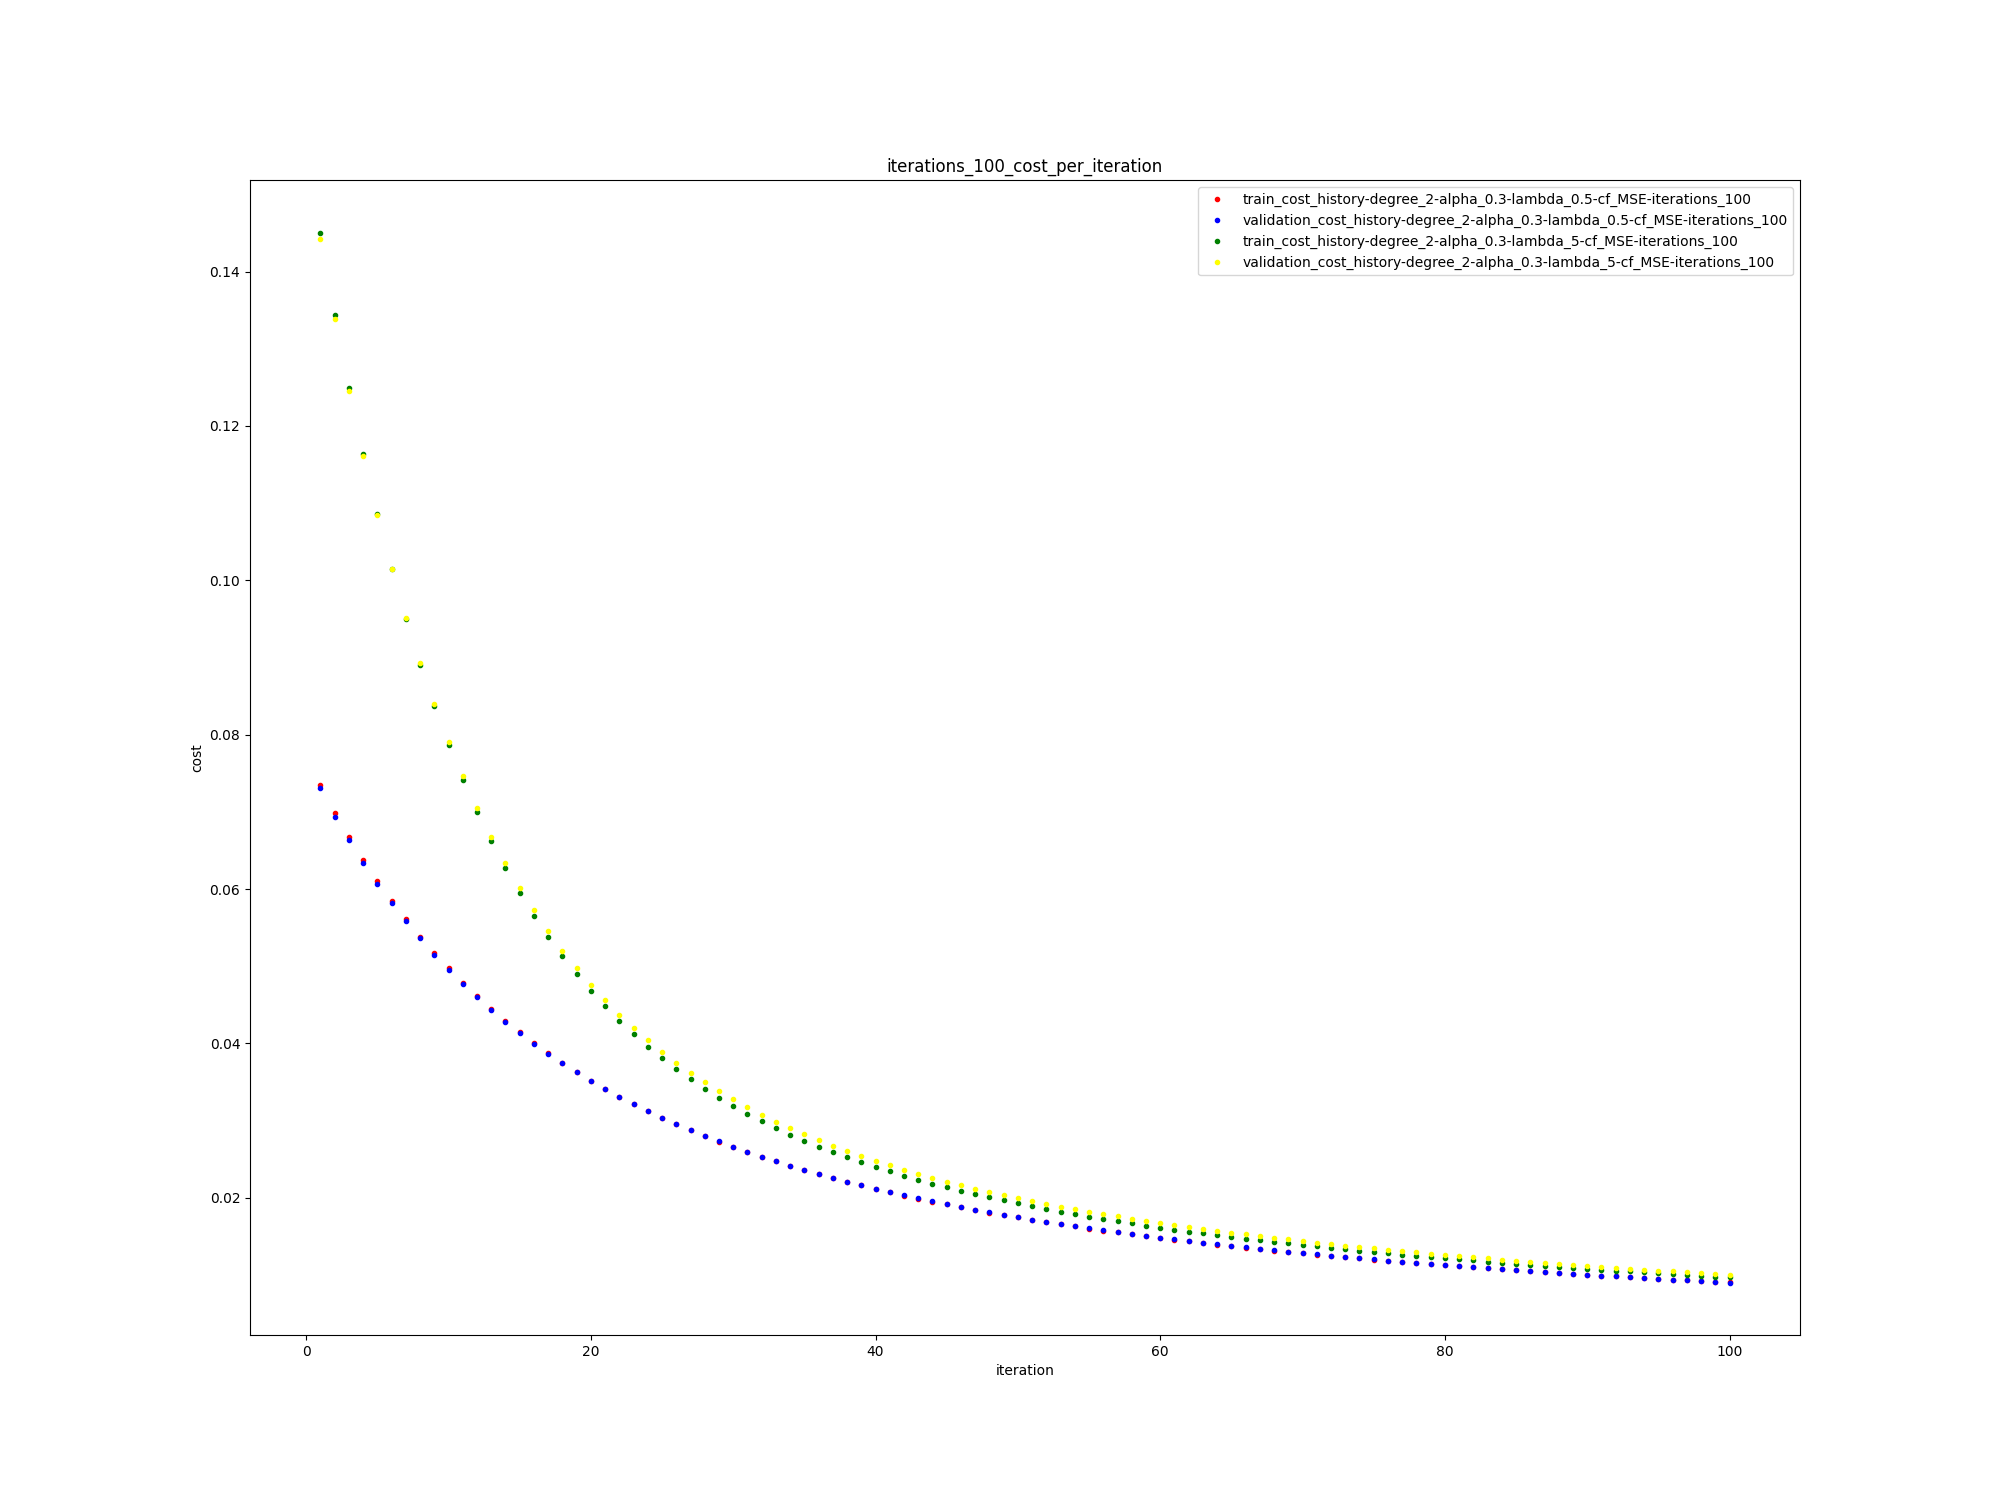 iterations_100_cost_per_iteration
train_cost_history-degree_2-alpha_0.3-lambda_0.5-cf_MSE-iterations_100
validation_cost_history-degree_2-alpha_0.3-lambda_0.5-cf_MSE-iterations_100
train_cost_history-degree_2-alpha_0.3-lambda_5-cf_MSE-iterations_100
validation_cost_history-degree_2-alpha_0.3-lambda_5-cf_MSE-iterations_100
0.14
0.12
0.10
0.08
0.06
0.04
0.02
cost
0 20 40 60 80 100
iteration